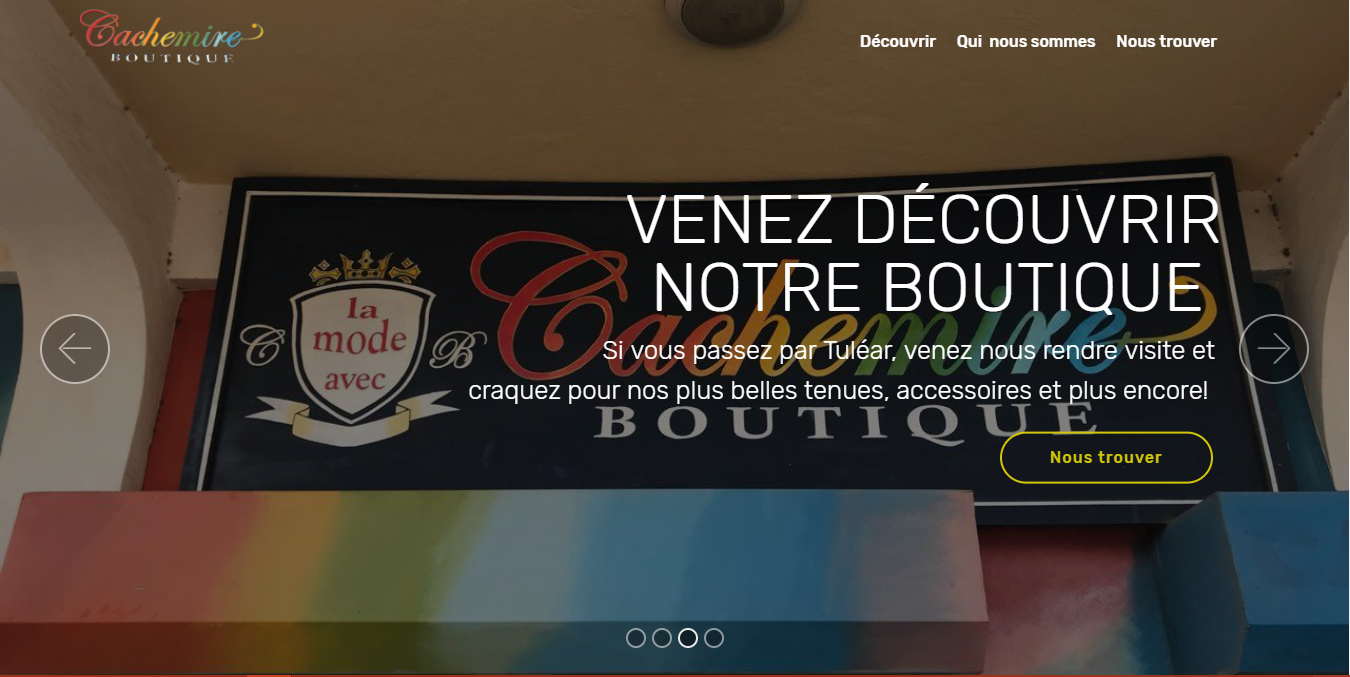 Cachemire
BOUTIQUE
Découvrir Qui nous sommes Nous trouver
VENEZ DÉCOUVRIR
NOTRE BOUTIQUE
Si vous passez par Tuléar, venez nous rendre visite et
craquez pour nos plus belles tenues, accessoires et plus encore!
Nous trouver
la
mode
avec
C B
Cachemire
BOUTIQUE